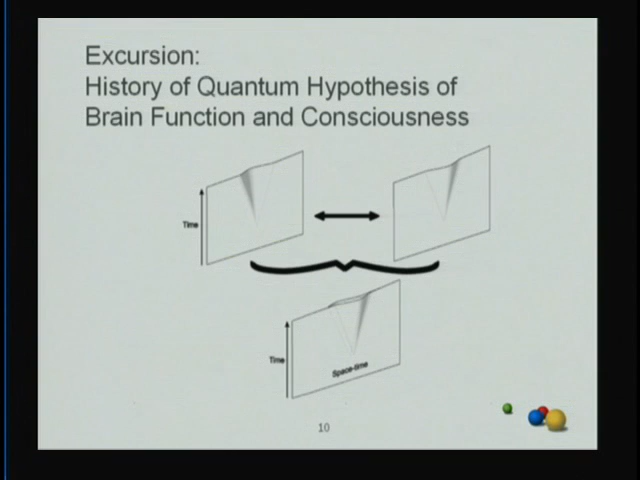 Excursion:
History of Quantum Hypothesis of
Brain Function and Consciousness
Time
Time
Space-time
10